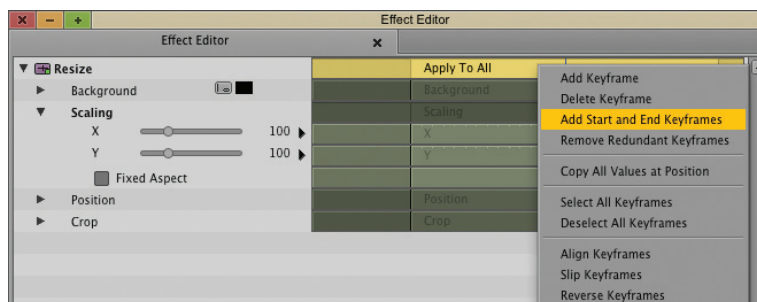 Effect Editor
Effect Editor
Resize
Apply To All
Background
Background
Scaling
Scaling
X 100
X
Y 100
Y
Fixed Aspect
Position
Position
Crop
Crop
Add Keyframe
Delete Keyframe
Add Start and End Keyframes
Remove Redundant Keyframes
Copy All Values at Position
Select All Keyframes
Deselect All Keyframes
Align Keyframes
Slip Keyframes
Reverse Keyframes